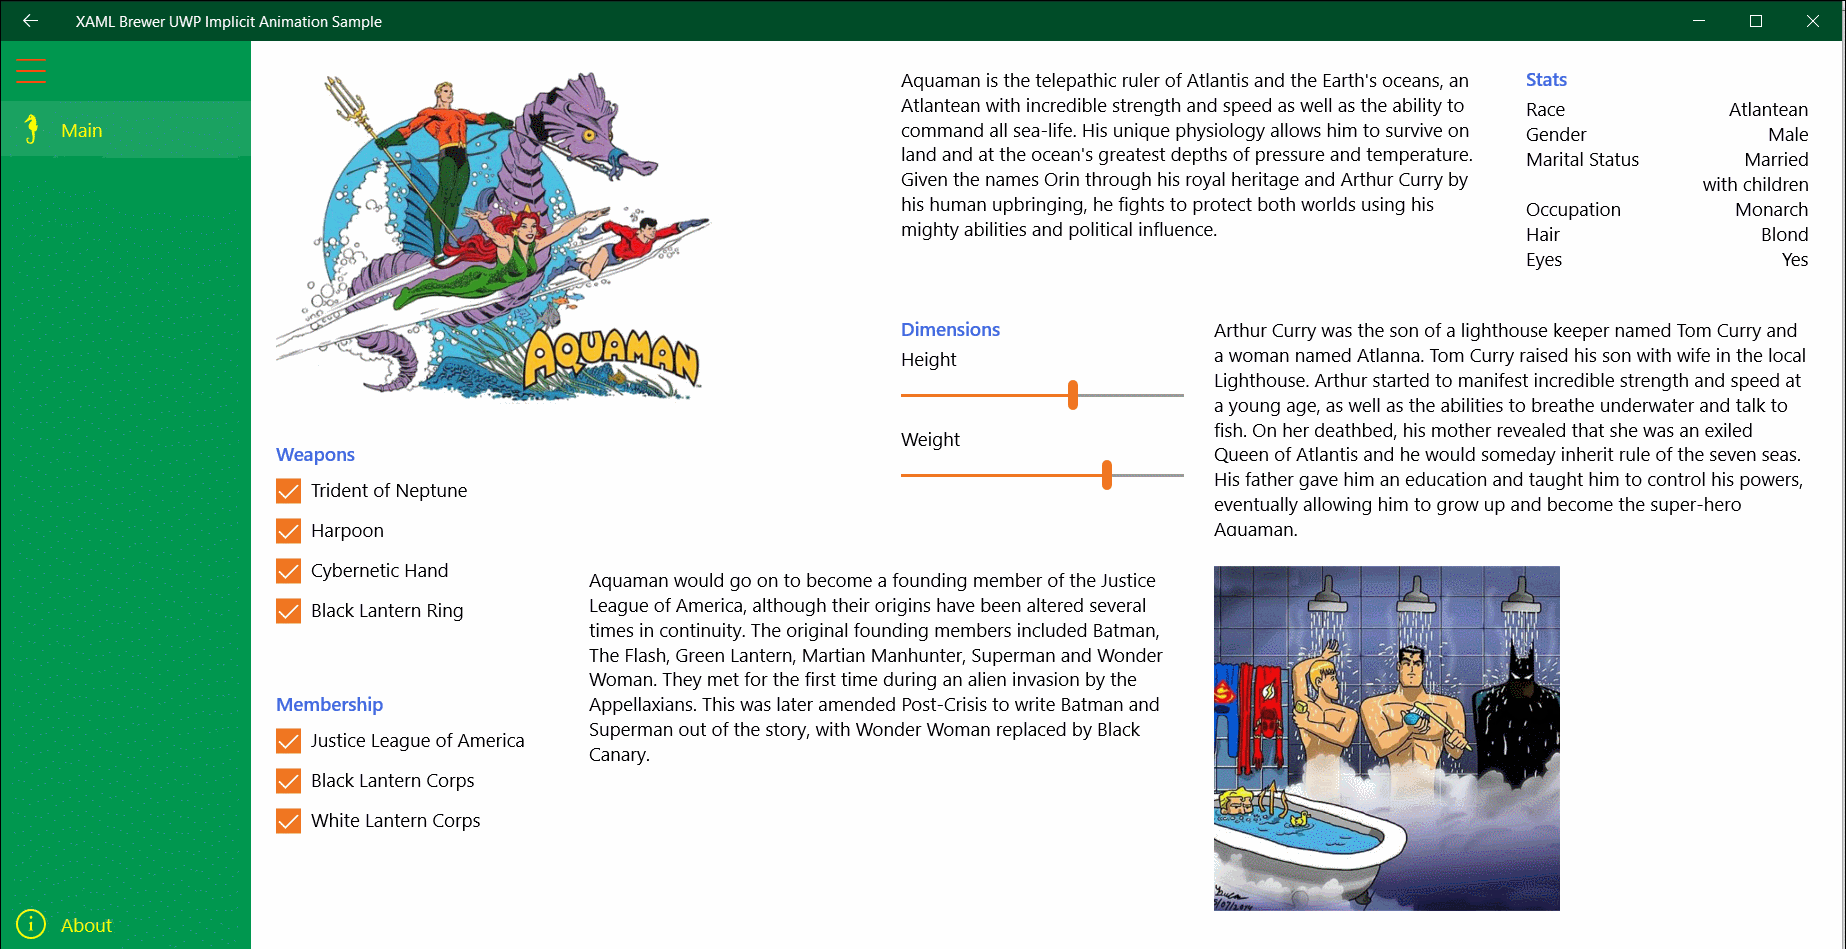 XAML Brewer UWP Implicit Animation Sample
Main
About
AQUAMAN
Weapons
Trident of Neptune
Harpoon
Cybernetic Hand
Black Lantern Ring
Membership
Justice League of America
Black Lantern Corps
White Lantern Corps
Aquaman is the telepathic ruler of Atlantis and the Earth's oceans, an
Atlantean with incredible strength and speed as well as the ability to
command all sea-life. His unique physiology allows him to survive on
land and at the ocean's greatest depths of pressure and temperature.
Given the names Orin through his royal heritage and Arthur Curry by
his human upbringing, he fights to protect both worlds using his
mighty abilities and political influence.
Stats
Race Atlantean
Gender Male
Marital Status Married
with children
Occupation Monarch
Hair Blond
Eyes Yes
Dimensions
Height
Weight
Arthur Curry was the son of a lighthouse keeper named Tom Curry and
a woman named Atlanna. Tom Curry raised his son with wife in the local
Lighthouse. Arthur started to manifest incredible strength and speed at
a young age, as well as the abilities to breathe underwater and talk to
fish. On her deathbed, his mother revealed that she was an exiled
Queen of Atlantis and he would someday inherit rule of the seven seas.
His father gave him an education and taught him to control his powers,
eventually allowing him to grow up and become the super-hero
Aquaman.
Aquaman would go on to become a founding member of the Justice
League of America, although their origins have been altered several
times in continuity. The original founding members included Batman,
The Flash, Green Lantern, Martian Manhunter, Superman and Wonder
Woman. They met for the first time during an alien invasion by the
Appellaxians. This was later amended Post-Crisis to write Batman and
Superman out of the story, with Wonder Woman replaced by Black
Canary.